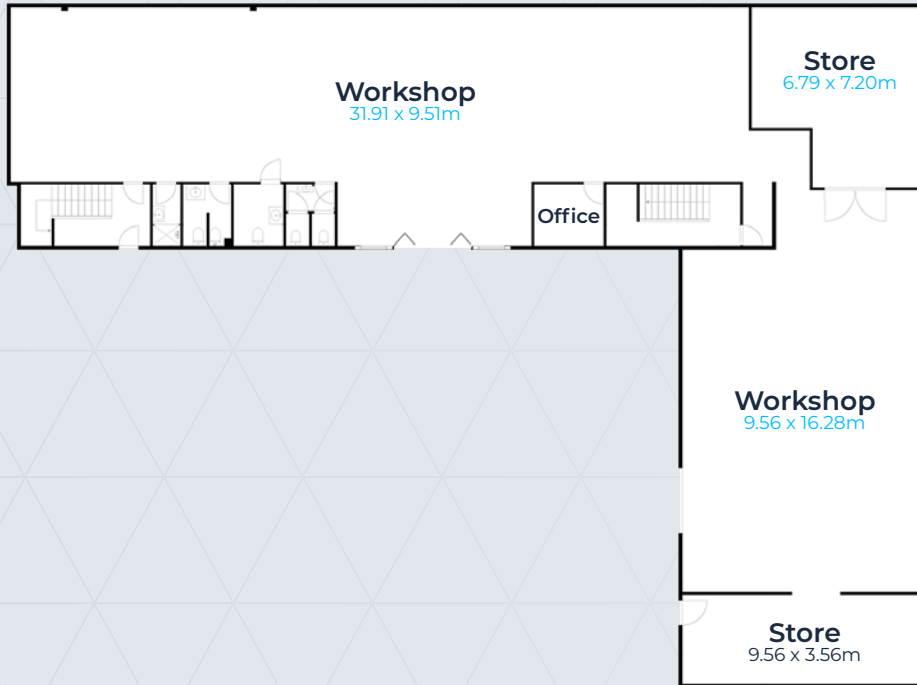 Store
6.79 x 7.20m
Workshop
31.91 x 9.51m
Office
Workshop
9.56 x 16.28m
Store
9.56 x 3.56m